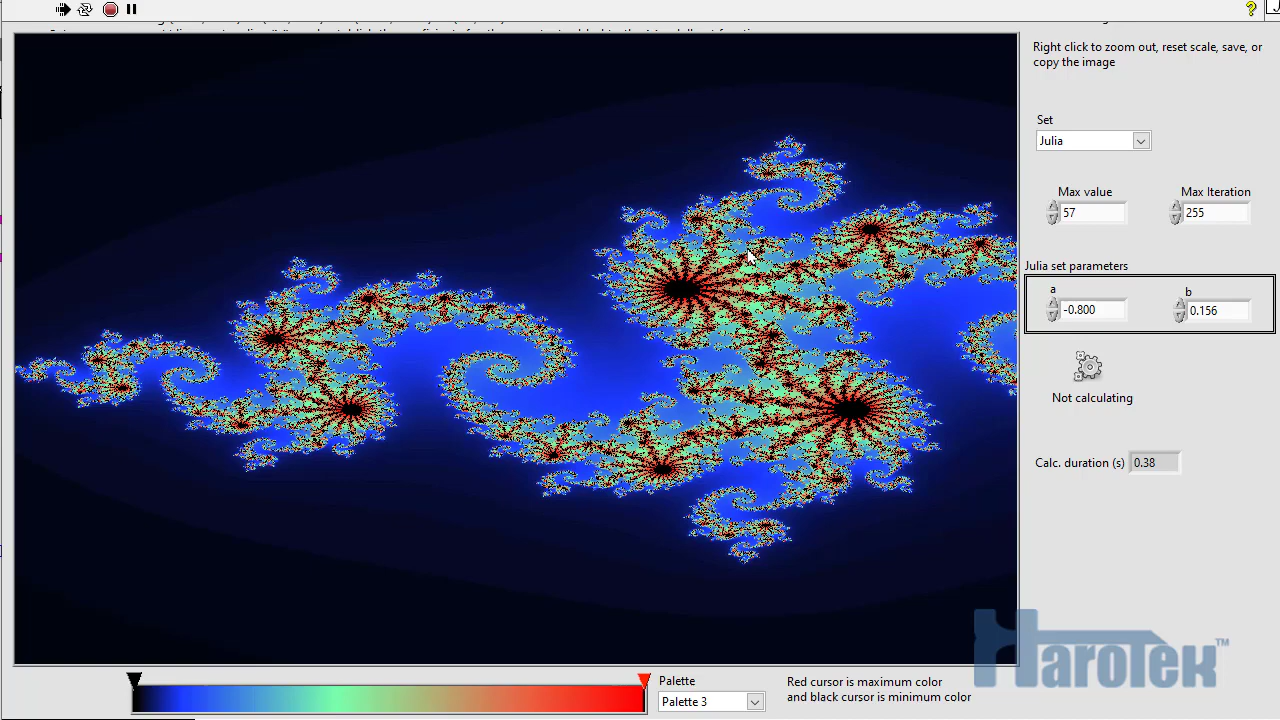 Right click to zoom out, reset scale, save, or
copy the image
Set
Julia
Max value
Max Iteration
57
255
Julia set parameters
a
b
-0.800
0.156
Not calculating
Calc. duration (s)
0.38
HaroTek™
Palette
Palette 3
Red cursor is maximum color
and black cursor is minimum color